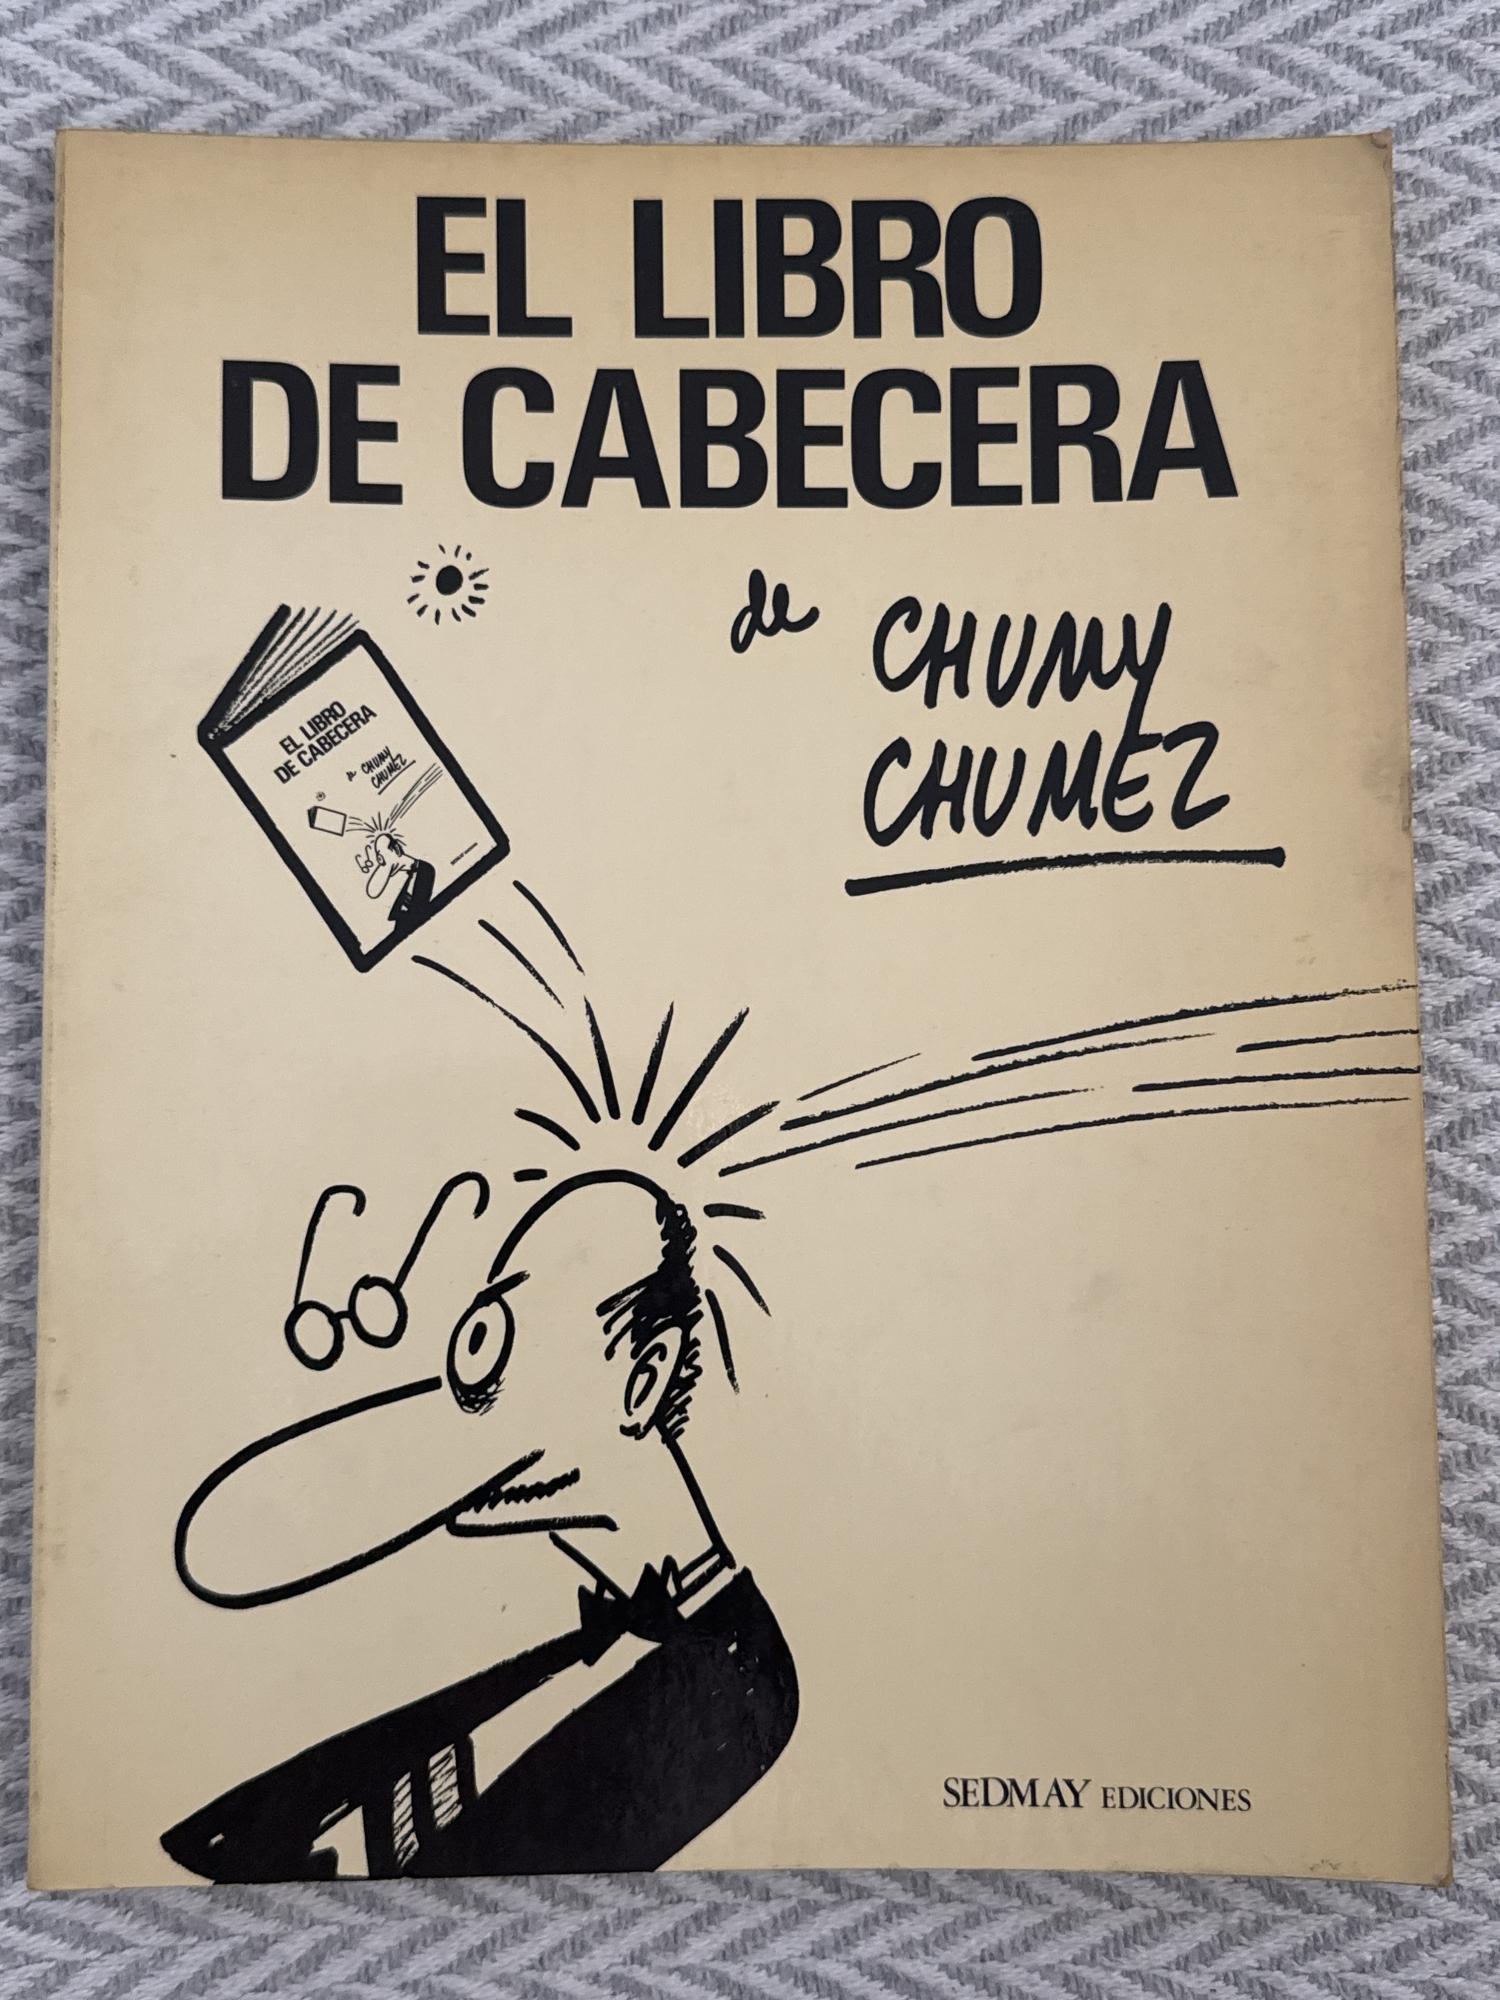 EL LIBRO
DE CABECERA
de CHUMY
CHUMEZ
EL LIBRO
DE CABECERA
de CHUMY
CHUMEZ
SEDMAY EDICIONES